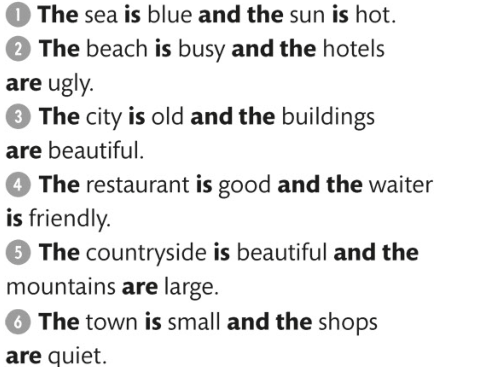 1 The sea is blue and the sun is hot.
2 The beach is busy and the hotels
are ugly.
3 The city is old and the buildings
are beautiful.
4 The restaurant is good and the waiter
is friendly.
5 The countryside is beautiful and the
mountains are large.
6 The town is small and the shops
are quiet.